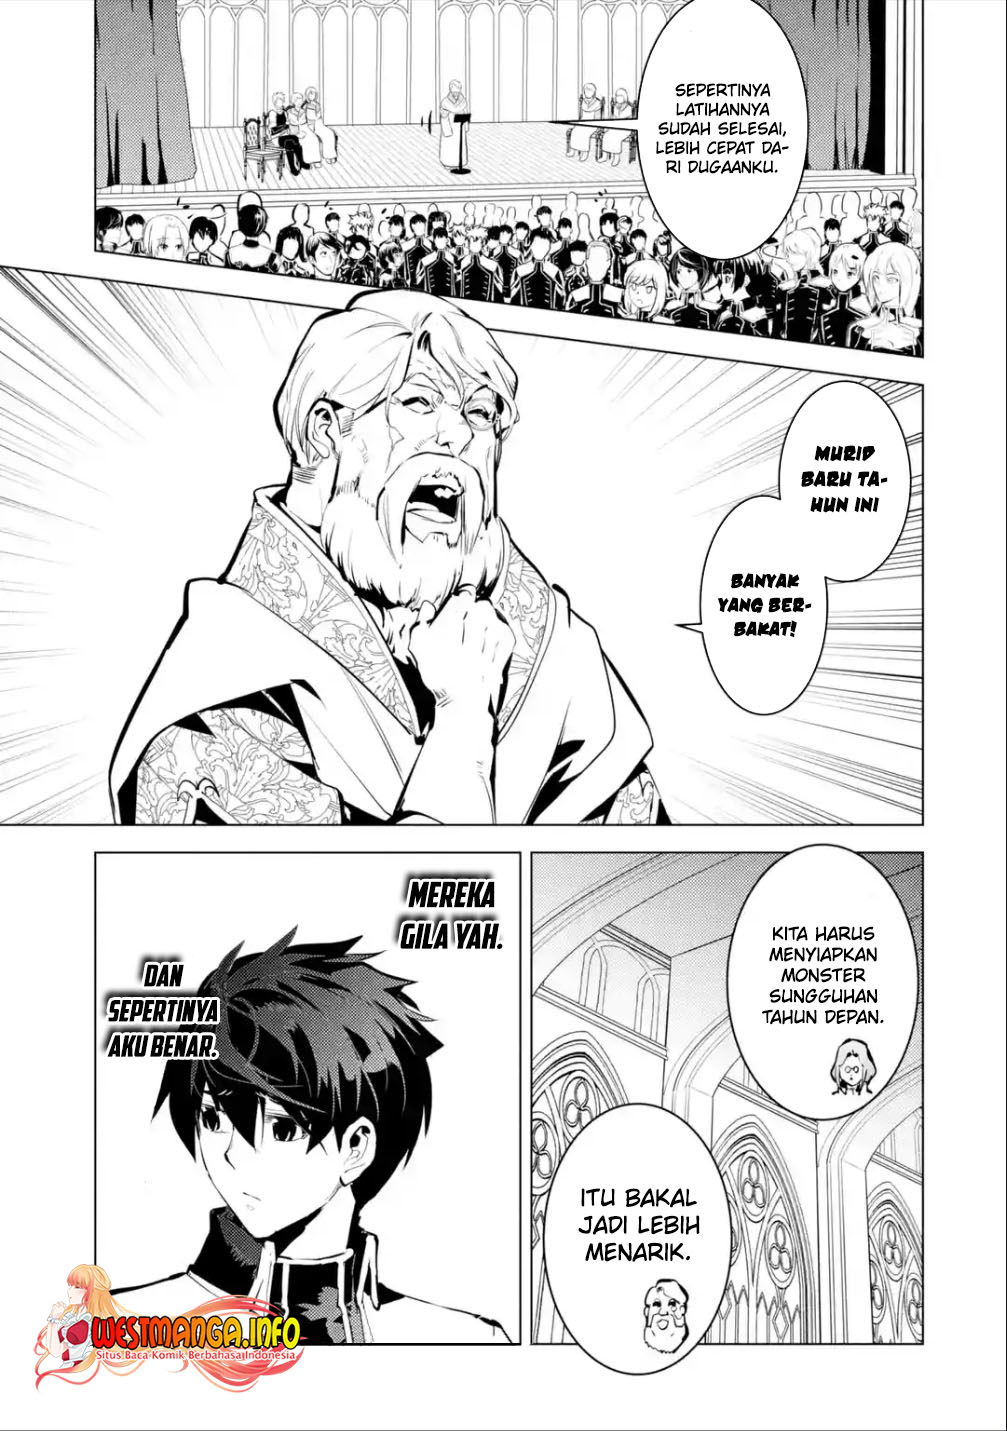 SEPERTINYA
LATIHANNYA
SUDAH SELESAI,
LEBIH CEPAT DA-
RI DUGAANKU.
MURID
BARU TA-
HUN INI
BANYAK
YANG BER-
BAKAT!
KITA HARUS
MENYIAPKAN
MONSTER
SUNGGUHAN
TAHUN DEPAN.
ITU BAKAL
JADI LEBIH
MENARIK.
MEREKA
GILA YAH.
DAN
SEPERTINYA
AKU BENAR.
WESTMANGA.INFO
Situs Baca Komik Berbahasa Indonesia